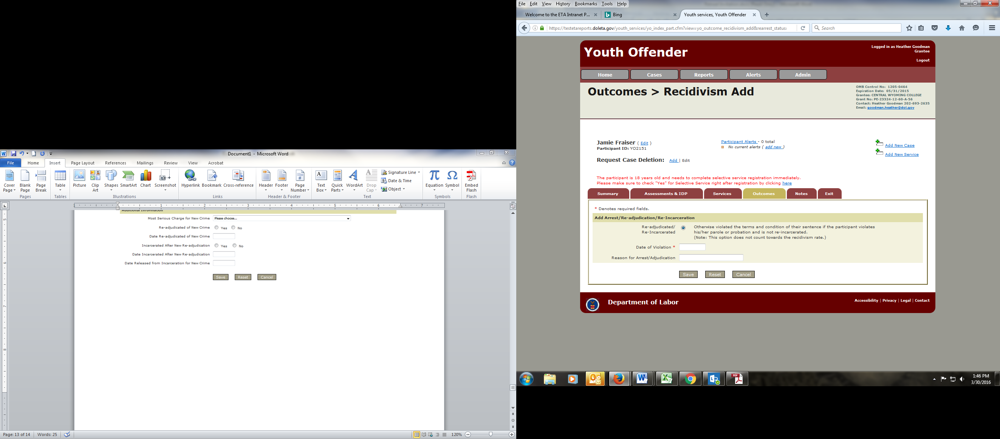 Document1 - Microsoft Word
File Home Insert Page Layout References Mailings Review View Acrobat
Cover Page
Blank Page
Page Break
Table
Picture
Clip Art
Shapes
SmartArt
Chart
Screenshot
Hyperlink
Bookmark
Cross-reference
Header
Footer
Page Number
Text Box
Quick Parts
WordArt
Drop Cap
Signature Line
Date & Time
Object
Equation
Symbol
Embed Flash
Pages Tables Illustrations Links Header & Footer Text Symbols Flash
1 1 2 3 4 5 6 7
Additional Information
Most Serious Charge for New Crime Please choose...
Re-adjudicated of New Crime Yes No
Date Re-adjudicated of New Crime
Incarcerated After New Re-adjudication Yes No
Date Incarcerated After New Re-adjudication
Date Released from Incarceration for New Crime
Save Reset Cancel
5
6
7
8
Page: 13 of 14 Words: 25 120%
File Edit View History Bookmarks Tools Help
Welcome to the ETA Intranet P... Bing Youth services, Youth Offender
https://testetareports.doleta.gov/youth_services/yo_index_part.cfm?view=yo_outcome_recidivism_add&rearrest_status: Search
Youth Offender
Logged in as Heather Goodman
Grantee
Logout
Home Cases Reports Alerts Admin
Outcomes > Recidivism Add
OMB Control No: 1205-0464
Expiration Date: 05/31/2015
Grantee: CENTRAL WYOMING COLLEGE
Grant No: PE-23324-12-60-A-56
Contact: Heather Goodman 202-693-2635
Email: goodman.heather@dol.gov
Jamie Fraiser ( Edit )
Participant ID: YO2151
Participant Alerts - 0 total
No current alerts ( add new )
Add New Case
Add New Service
Request Case Deletion: Add | Edit
The participant is 18 years old and needs to complete selective service registration immediately.
Please make sure to check "Yes" for Selective Service right after registration by clicking here
Summary Assessments & IDP Services Outcomes Notes Exit
* Denotes required fields.
Add Arrest/Re-adjudication/Re-Incarceration
Re-adjudicated/ Otherwise violated the terms and condition of their sentence if the participant violates
Re-Incarcerated his/her parole or probation and is not re-incarcerated.
(Note: This option does not count towards the recidivism rate.)
Date of Violation *
Reason for Arrest/Adjudication
Save Reset Cancel
Department of Labor
Accessibility | Privacy | Legal | Contact
1:46 PM
3/30/2016